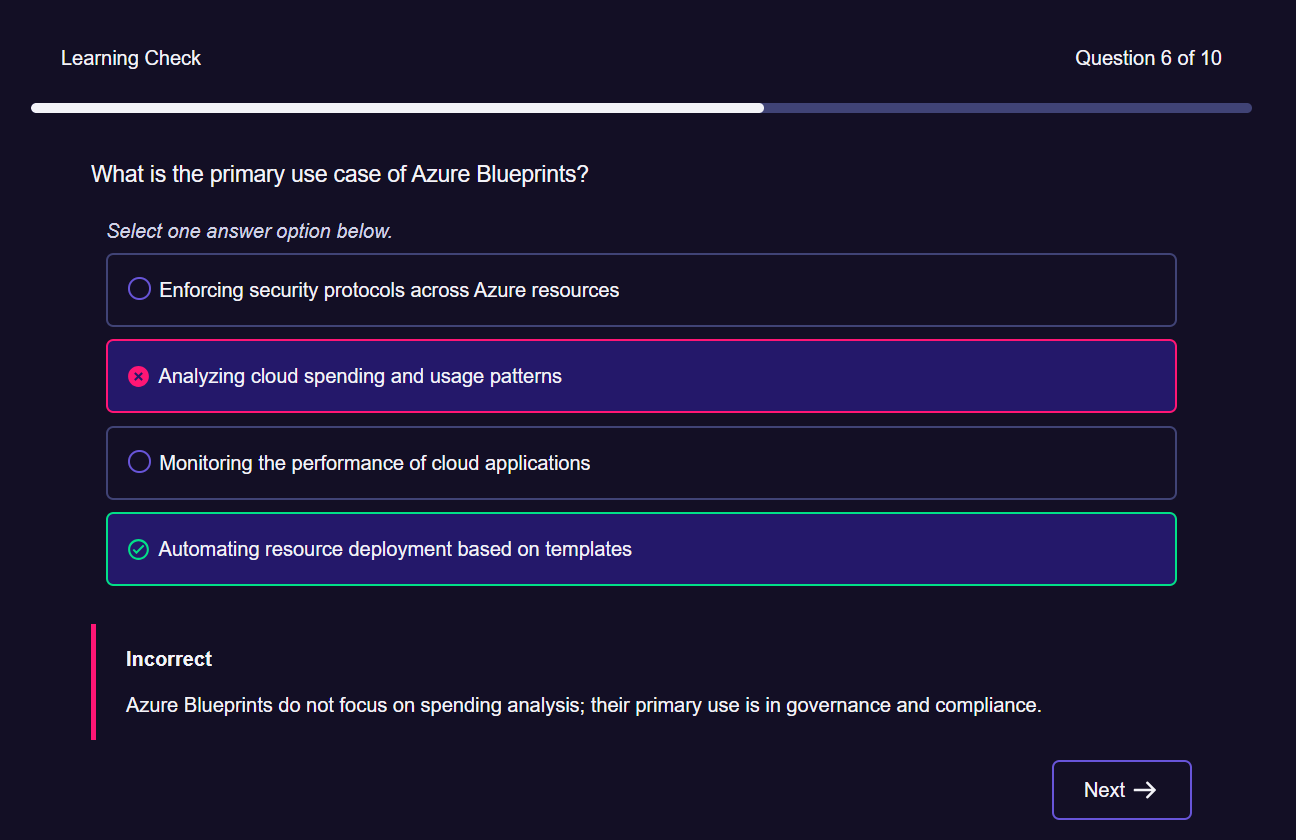 Learning Check
Question 6 of 10
What is the primary use case of Azure Blueprints?
Select one answer option below.
Enforcing security protocols across Azure resources
Analyzing cloud spending and usage patterns
Monitoring the performance of cloud applications
Automating resource deployment based on templates
Incorrect
Azure Blueprints do not focus on spending analysis; their primary use is in governance and compliance.
Next